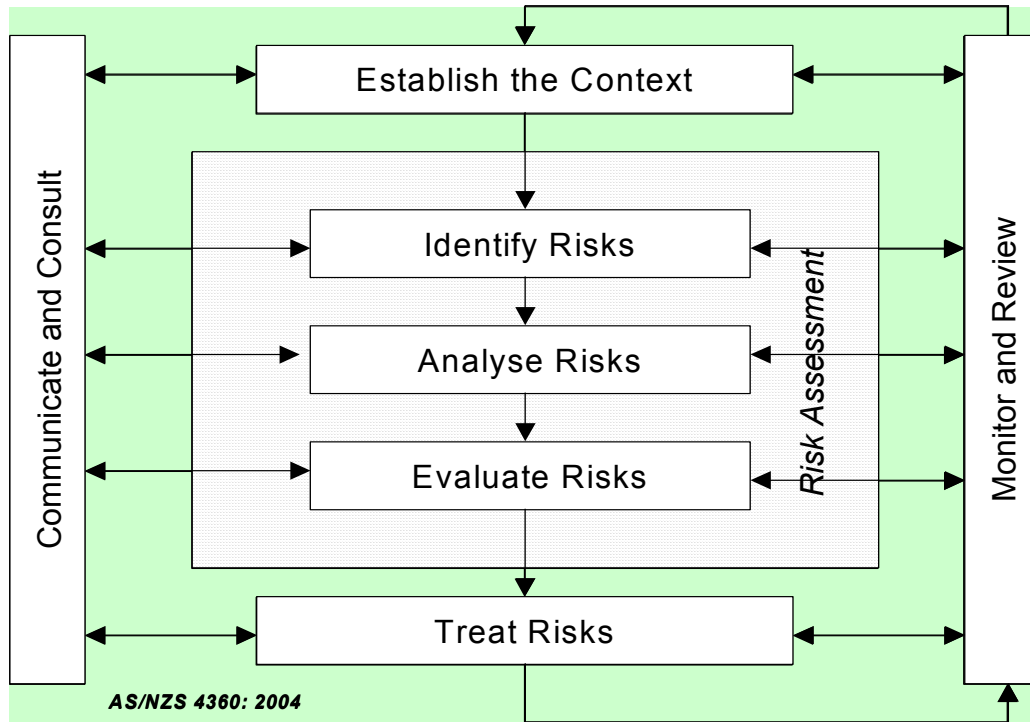 Establish the Context
Communicate and Consult
Identify Risks
Analyse Risks
Evaluate Risks
Risk Assessment
Monitor and Review
Treat Risks
AS/NZS 4360: 2004